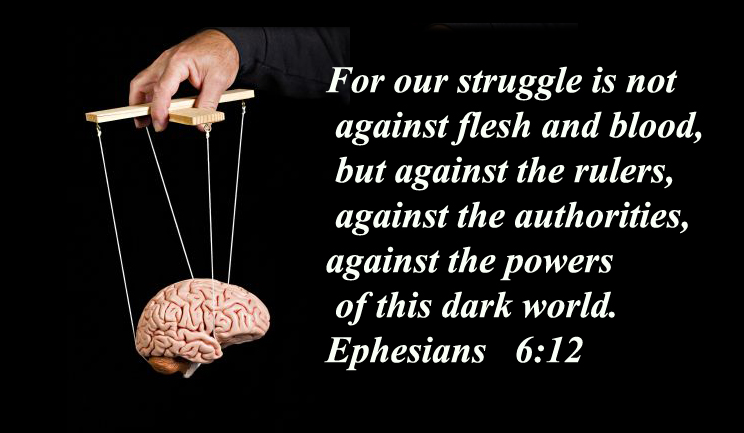 For our struggle is not
against flesh and blood,
but against the rulers,
against the authorities,
against the powers
of this dark world.
Ephesians 6:12